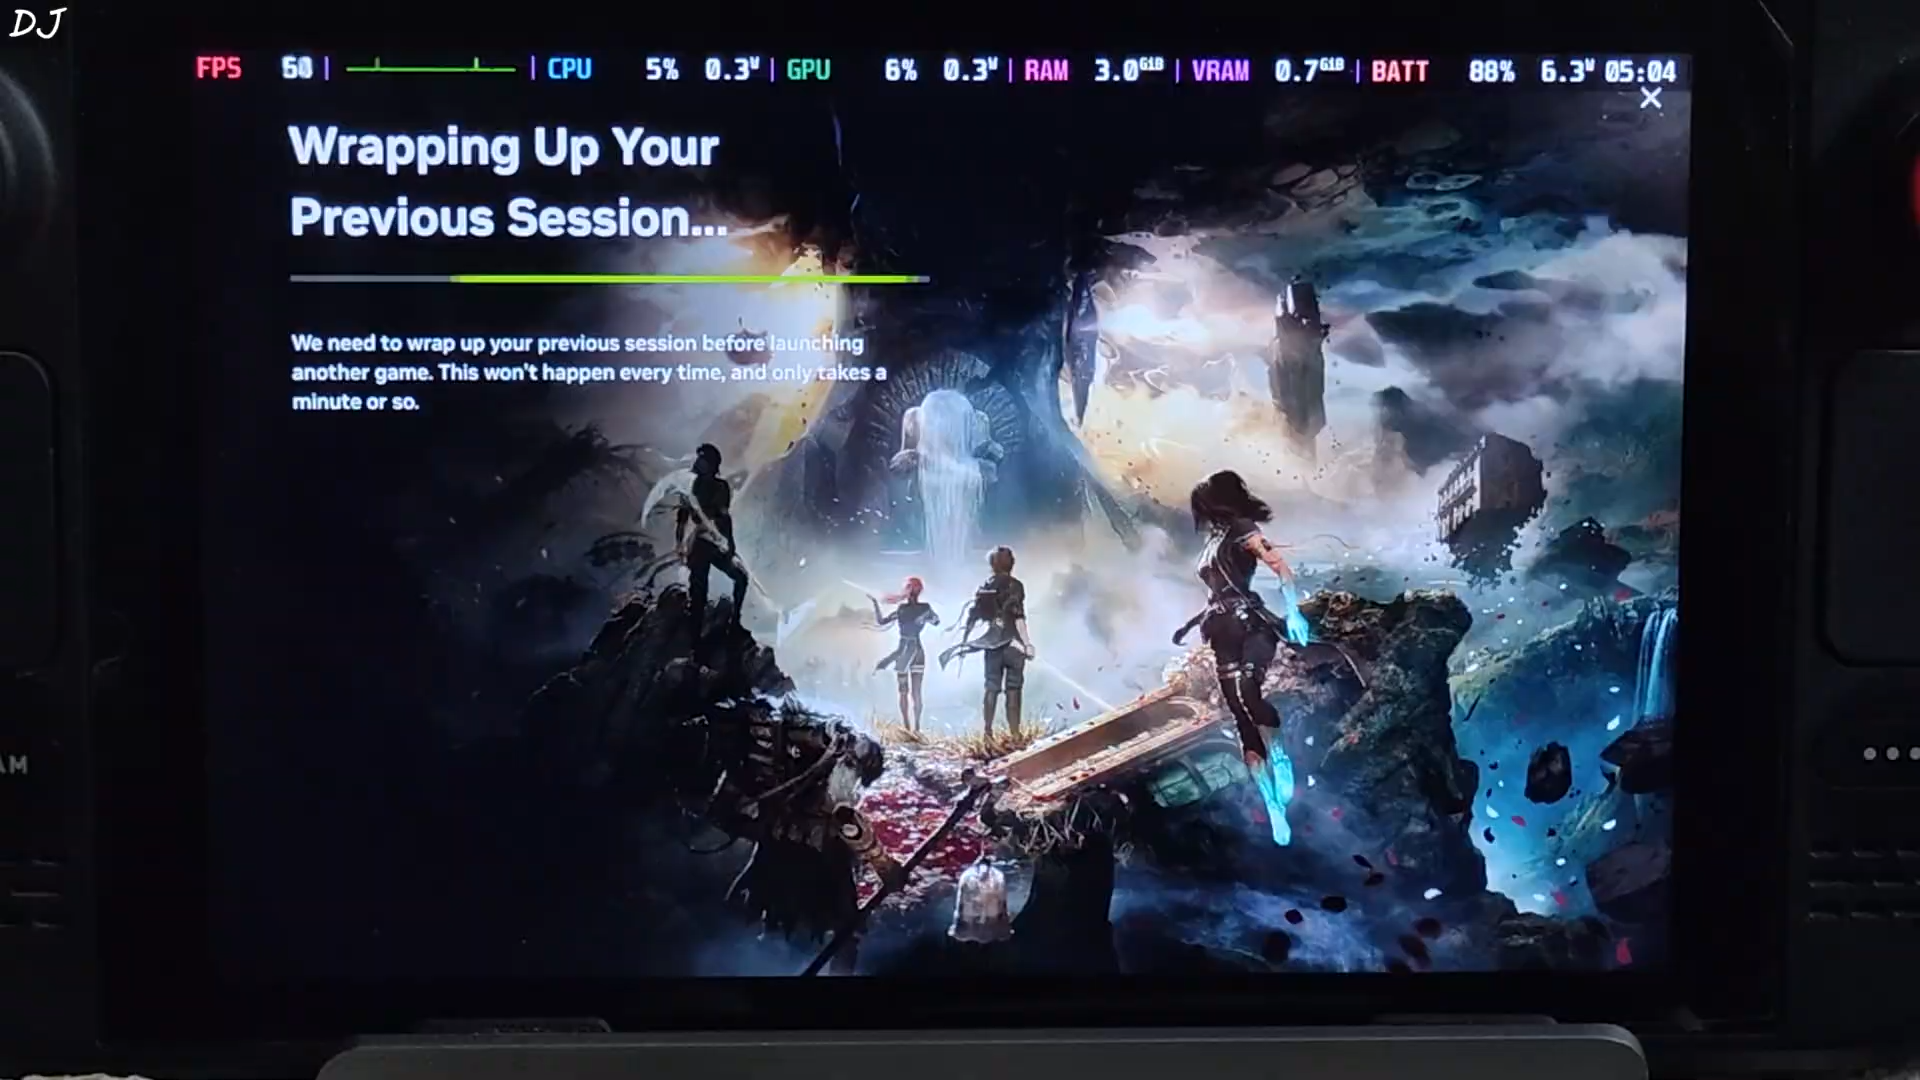 DJ
FPS 50 | CPU 5% 0.3W | GPU 6% 0.3W | RAM 3.0GiB | VRAM 0.7GiB | BATT 88% 6.3W 05:04
Wrapping Up Your
Previous Session...
We need to wrap up your previous session before launching
another game. This won't happen every time, and only takes a
minute or so.
AM